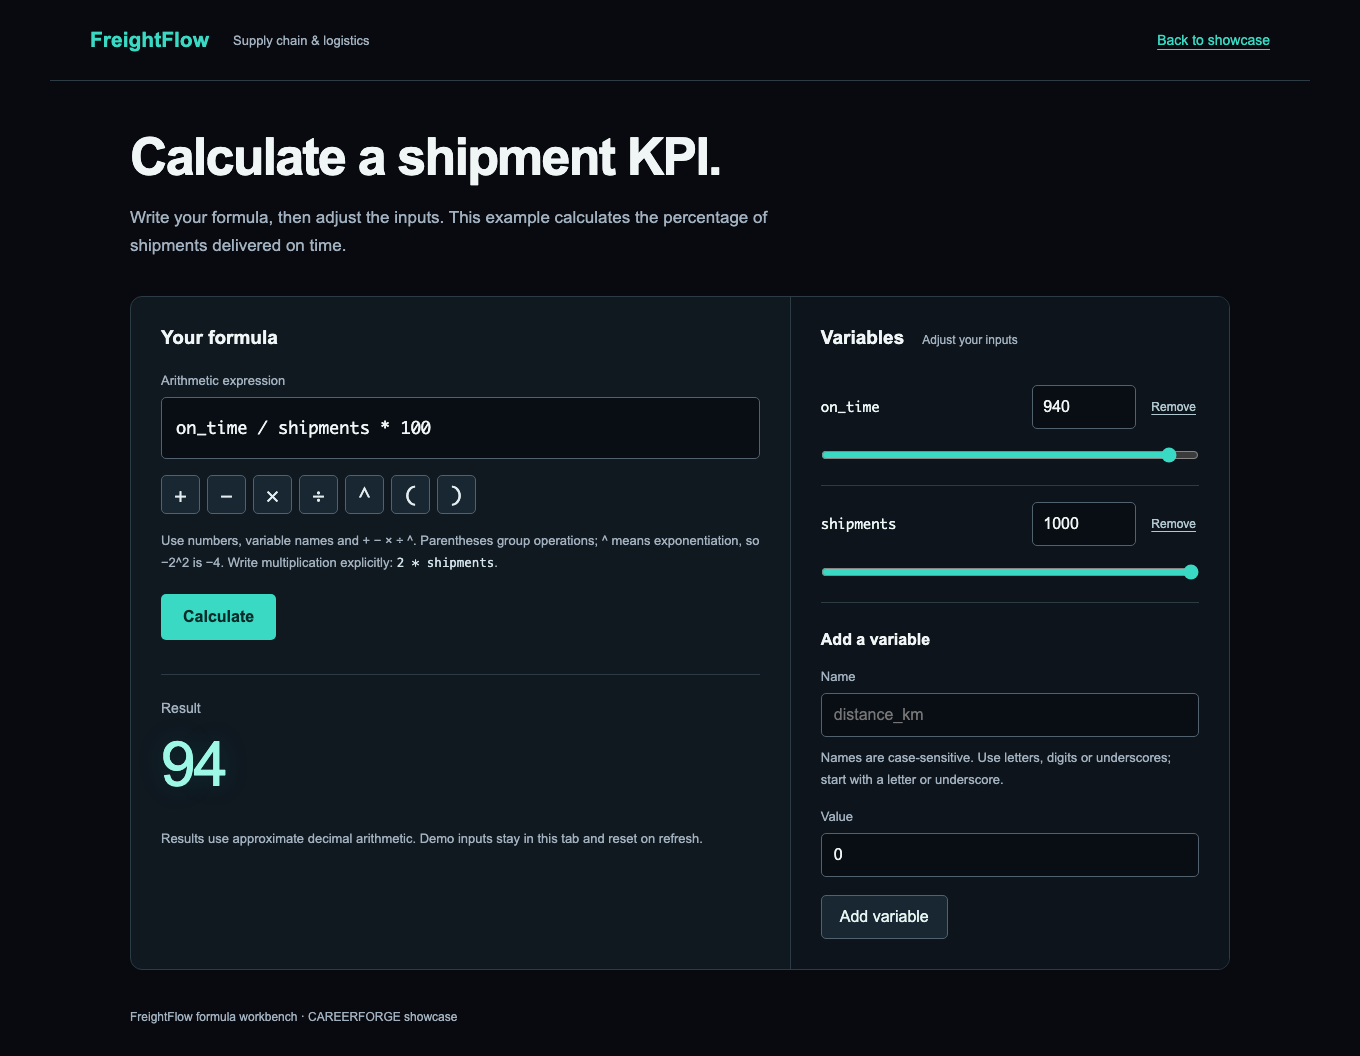 FreightFlow
Supply chain & logistics
Back to showcase
Calculate a shipment KPI.
Write your formula, then adjust the inputs. This example calculates the percentage of
shipments delivered on time.
Your formula
Arithmetic expression
on_time / shipments * 100
+ − × ÷ ^ ( )
Use numbers, variable names and + − × ÷ ^. Parentheses group operations; ^ means exponentiation, so
−2^2 is −4. Write multiplication explicitly: 2 * shipments.
Calculate
Result
94
Results use approximate decimal arithmetic. Demo inputs stay in this tab and reset on refresh.
Variables
Adjust your inputs
on_time
940
Remove
shipments
1000
Remove
Add a variable
Name
distance_km
Names are case-sensitive. Use letters, digits or underscores;
start with a letter or underscore.
Value
0
Add variable
FreightFlow formula workbench · CAREERFORGE showcase